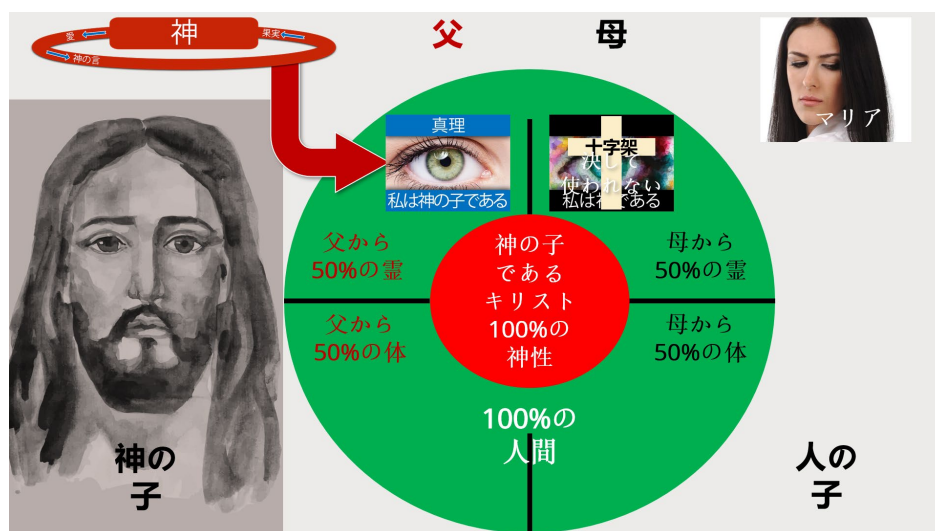 神
愛
果実
神の言
父
母
マリア
真理
私は神の子である
十字架
決して
使われない
私は神である
父から
50%の霊
母から
50%の霊
神の子
である
キリスト
100%の
神性
父から
50%の体
母から
50%の体
100%の
人間
神の
子
人の
子